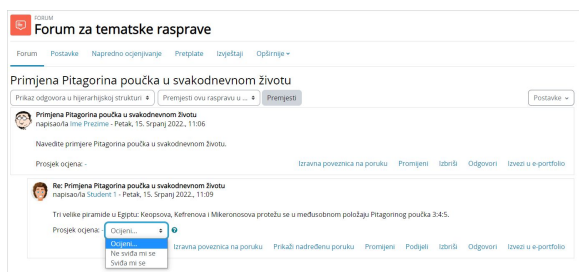 FORUM
Forum za tematske rasprave
Forum Postavke Napredno ocjenjivanje Pretplate Izvještaji Opširnije
Primjena Pitagorina poučka u svakodnevnom životu
Prikaz odgovora u hijerarhijskoj strukturi Premjesti ovu raspravu u ... Premjesti Postavke
Primjena Pitagorina poučka u svakodnevnom životu
napisao/la Ime Prezime - Petak, 15. Srpanj 2022., 11:06
Navedite primjere Pitagorina poučka u svakodnevnom životu.
Prosjek ocjena: - Izravna poveznica na poruku Promijeni Izbriši Odgovori Izvezi u e-portfolio
Re: Primjena Pitagorina poučka u svakodnevnom životu
napisao/la Student 1 - Petak, 15. Srpanj 2022., 11:09
Tri velike piramide u Egiptu: Keopsova, Kefrenova i Mikeronosova protežu se u međusobnom položaju Pitagorinog poučka 3:4:5.
Prosjek ocjena: - Ocijeni...
Ocijeni...
Ne sviđa mi se
Sviđa mi se
Izravna poveznica na poruku Prikaži nadređenu poruku Promijeni Podijeli Izbriši Odgovori Izvezi u e-portfolio